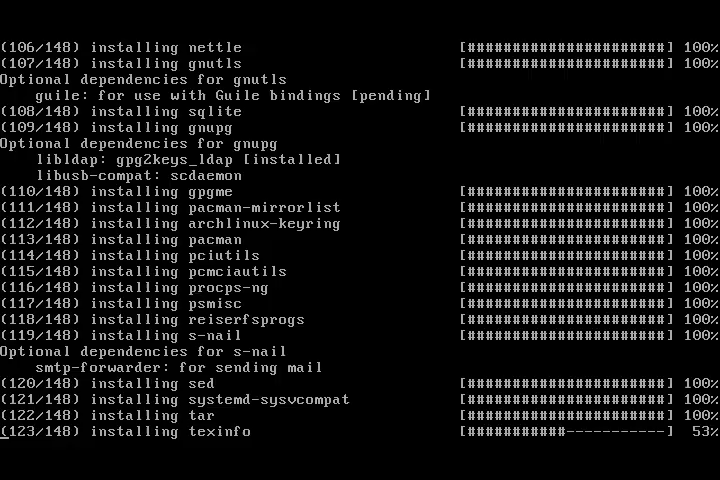 (106/148) installing nettle [######################] 100%
(107/148) installing gnutls [######################] 100%
Optional dependencies for gnutls
guile: for use with Guile bindings [pending]
(108/148) installing sqlite [######################] 100%
(109/148) installing gnupg [######################] 100%
Optional dependencies for gnupg
libldap: gpg2keys_ldap [installed]
libusb-compat: scdaemon
(110/148) installing gpgme [######################] 100%
(111/148) installing pacman-mirrorlist [######################] 100%
(112/148) installing archlinux-keyring [######################] 100%
(113/148) installing pacman [######################] 100%
(114/148) installing pciutils [######################] 100%
(115/148) installing pcmciautils [######################] 100%
(116/148) installing procps-ng [######################] 100%
(117/148) installing psmisc [######################] 100%
(118/148) installing reiserfsprogs [######################] 100%
(119/148) installing s-nail [######################] 100%
Optional dependencies for s-nail
smtp-forwarder: for sending mail
(120/148) installing sed [######################] 100%
(121/148) installing systemd-sysvcompat [######################] 100%
(122/148) installing tar [######################] 100%
(123/148) installing texinfo [###########-----------] 53%